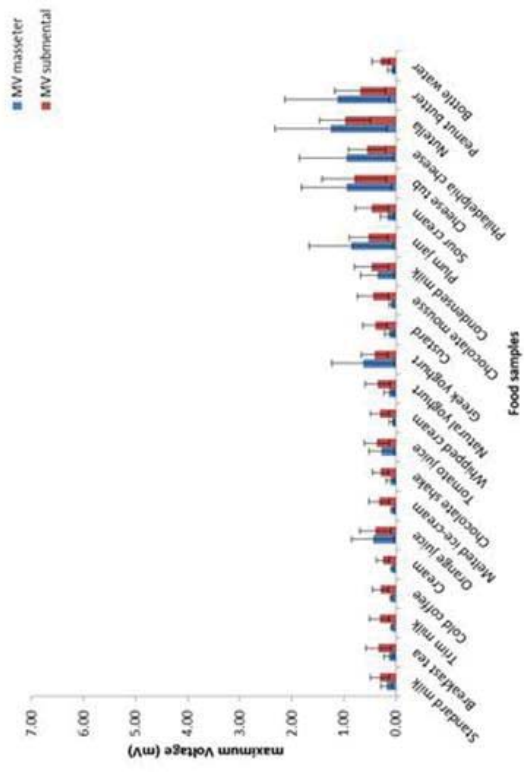 MV masseter
MV submental
maximum Voltage (mV)
7.00
6.00
5.00
4.00
3.00
2.00
1.00
0.00
Standard milk
Breakfast tea
Trim milk
Cold coffee
Cream
Orange juice
Melted ice-cream
Chocolate shake
Tomato juice
Whipped cream
Natural yoghurt
Greek yoghurt
Custard
Chocolate mousse
Condensed milk
Plum jam
Sour cream
Cheese tub
Philadelphia cheese
Nutella
Peanut butter
Bottle water
Food samples